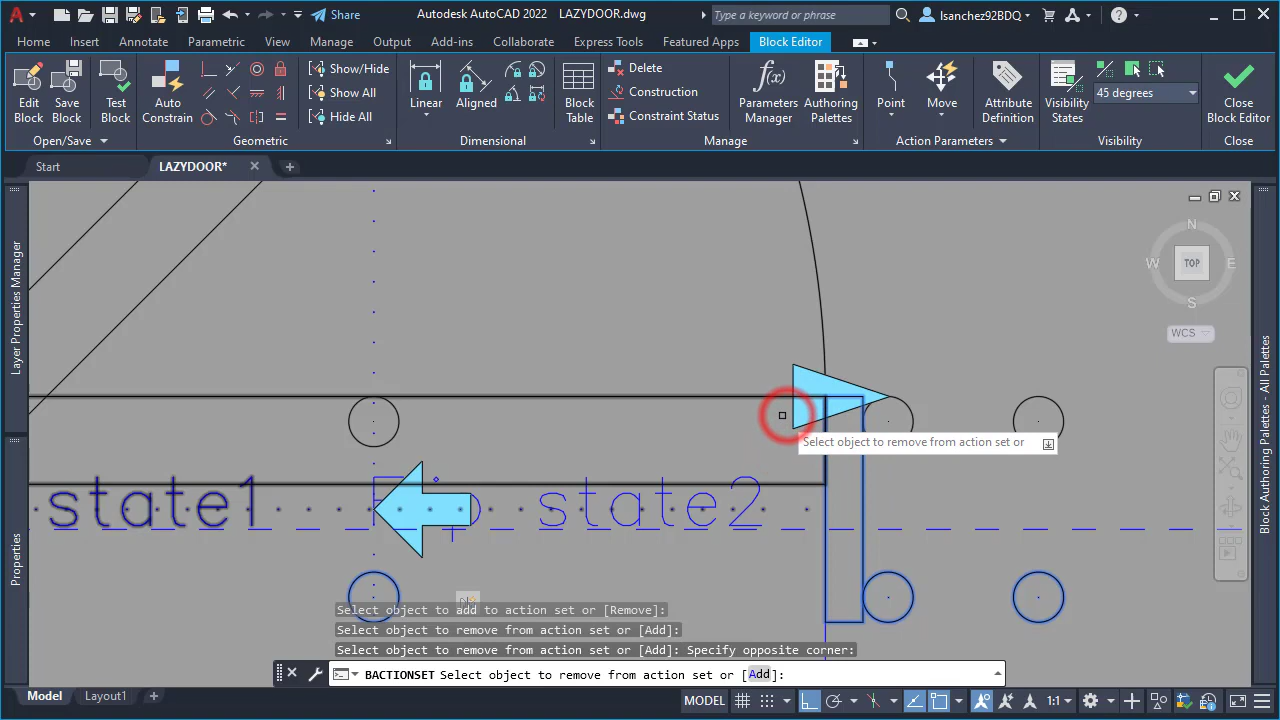 A
Share
Autodesk AutoCAD 2022 LAZYDOOR.dwg
Type a keyword or phrase
lsanchez92BDQ
Home Insert Annotate Parametric View Manage Output Add-ins Collaborate Express Tools Featured Apps Block Editor
Edit Block
Save Block
Test Block
Auto Constrain
Show/Hide
Show All
Hide All
Linear
Aligned
Block Table
Delete
Construction
Constraint Status
Parameters Manager
Authoring Palettes
Point
Move
Attribute Definition
Visibility States
45 degrees
Close Block Editor
Open/Save
Geometric
Dimensional
Manage
Action Parameters
Visibility
Close
Start
LAZYDOOR*
Layer Properties Manager
Properties
Block Authoring Palettes - All Palettes
N
W
TOP
E
S
WCS
Select object to remove from action set or
state1
state2
Select object to add to action set or [Remove]:
Select object to remove from action set or [Add]:
Select object to remove from action set or [Add]: Specify opposite corner:
BACTIONSET Select object to remove from action set or [Add]:
Model
Layout1
MODEL
1:1